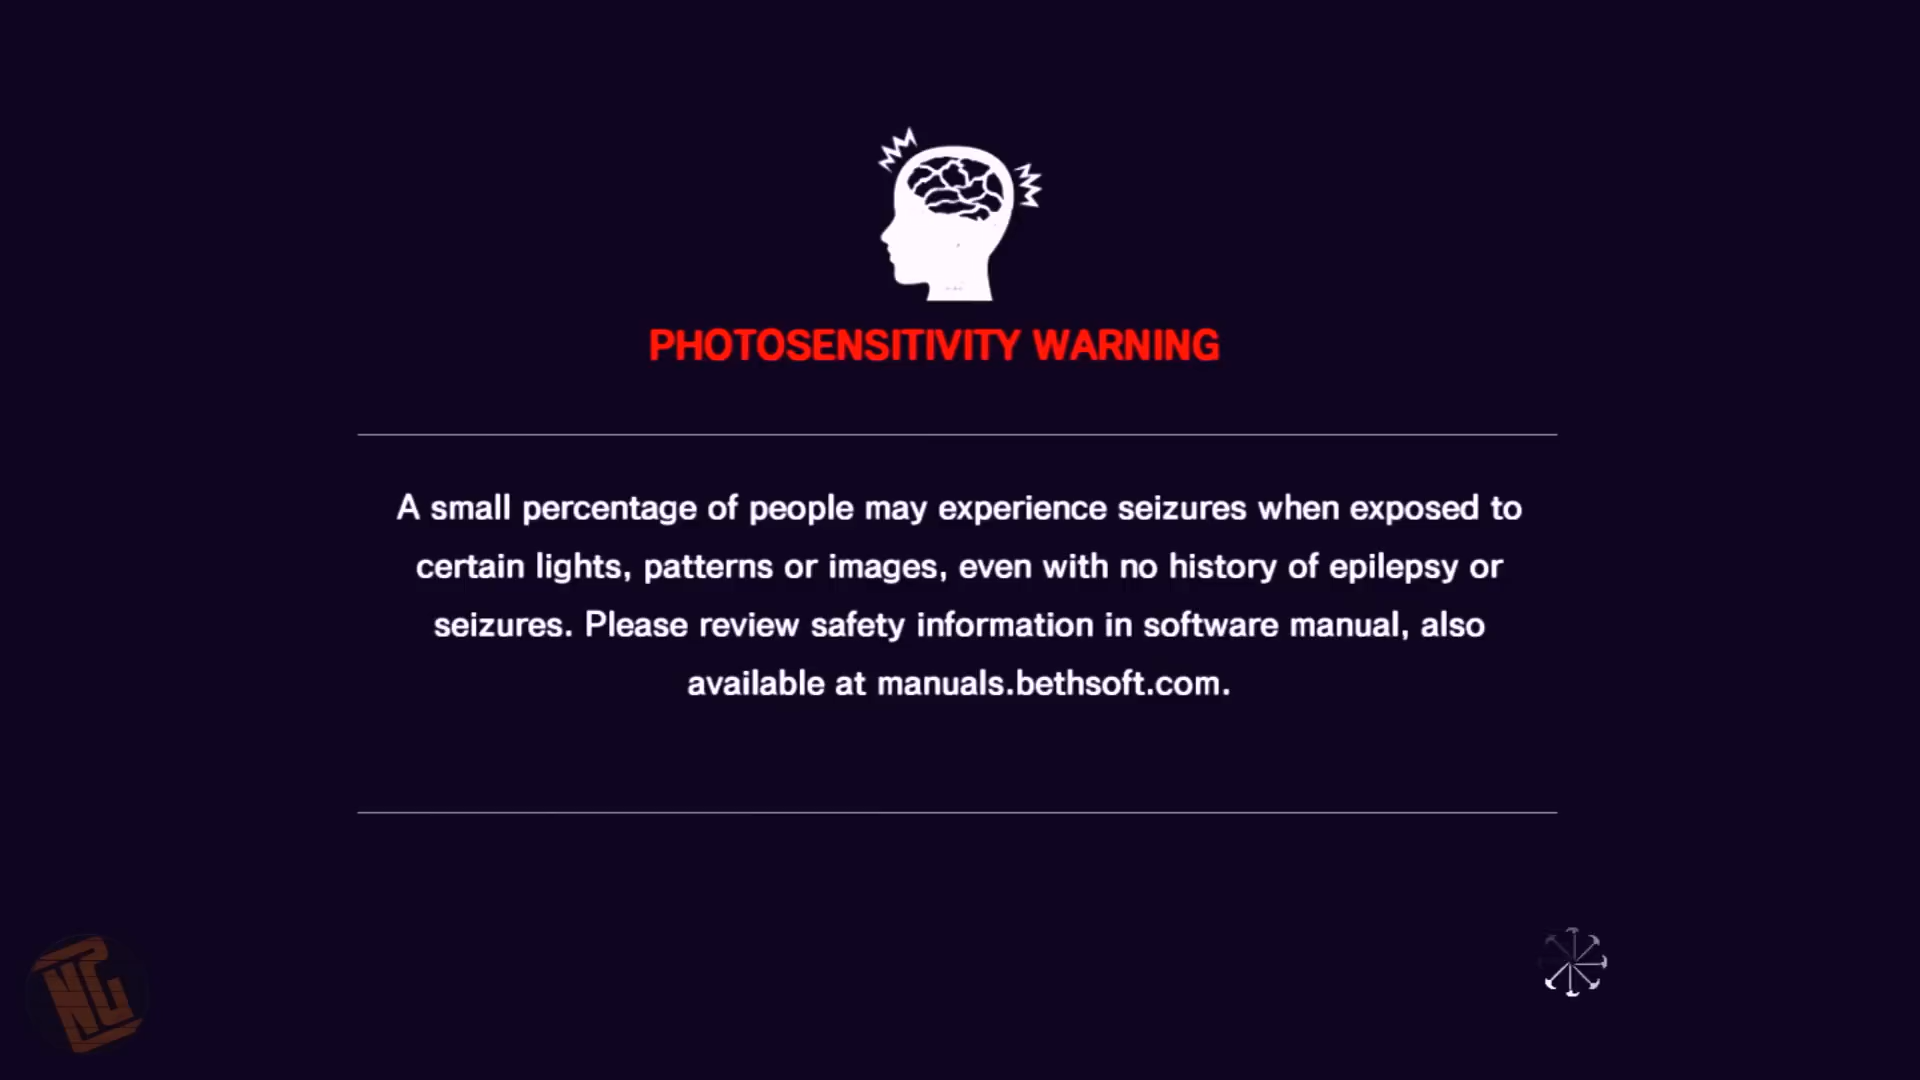 PHOTOSENSITIVITY WARNING
A small percentage of people may experience seizures when exposed to
certain lights, patterns or images, even with no history of epilepsy or
seizures. Please review safety information in software manual, also
available at manuals.bethsoft.com.
NG